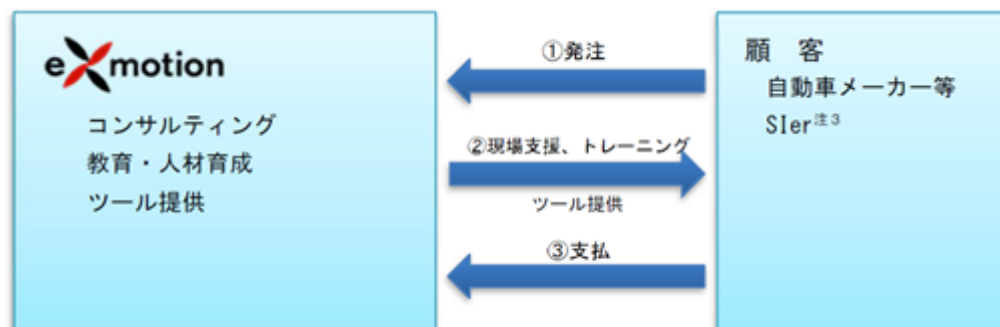 eXmotion
コンサルティング
教育・人材育成
ツール提供
①発注
②現場支援、トレーニング
ツール提供
③支払
顧 客
自動車メーカー等
SIer注3